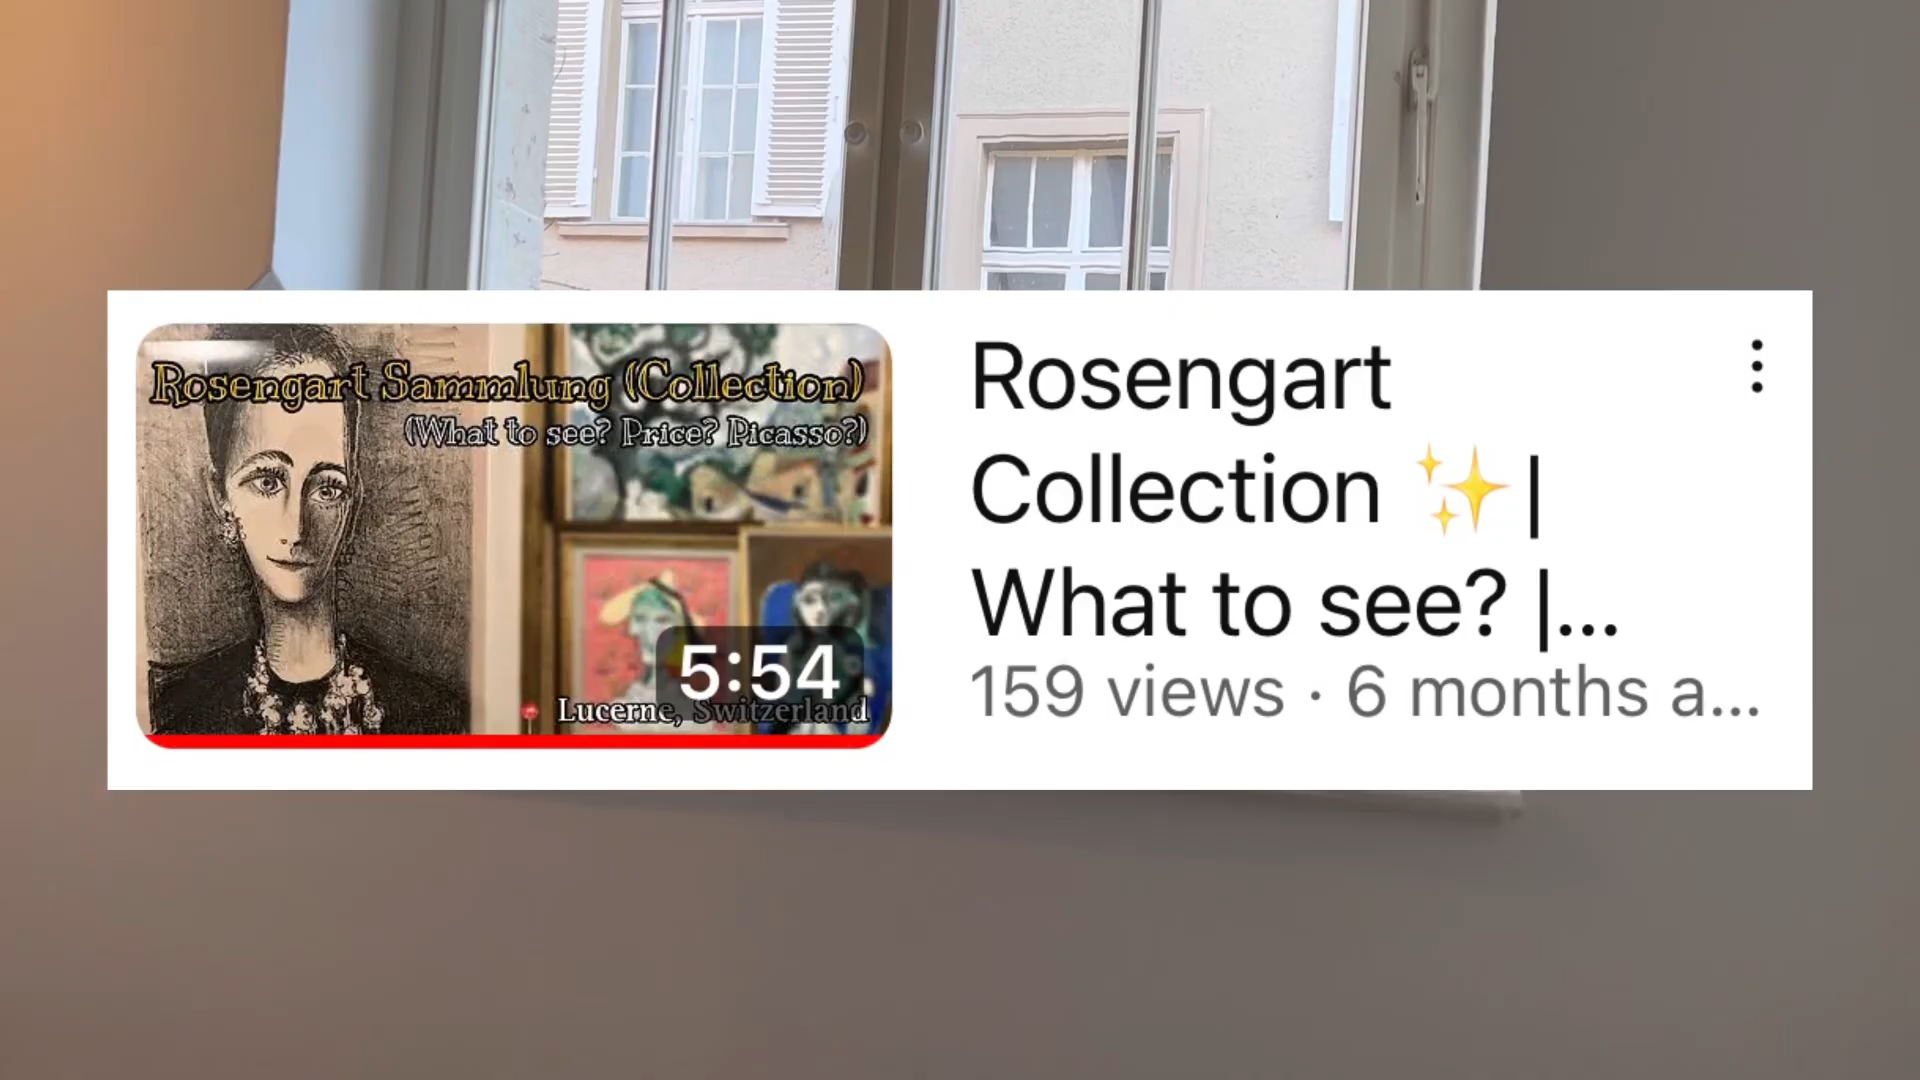 Rosengart Sammlung (Collection)
(What to see? Price? Picasso?)
5:54
Lucerne, Switzerland
Rosengart
Collection ✨ |
What to see? |...
159 views · 6 months a...